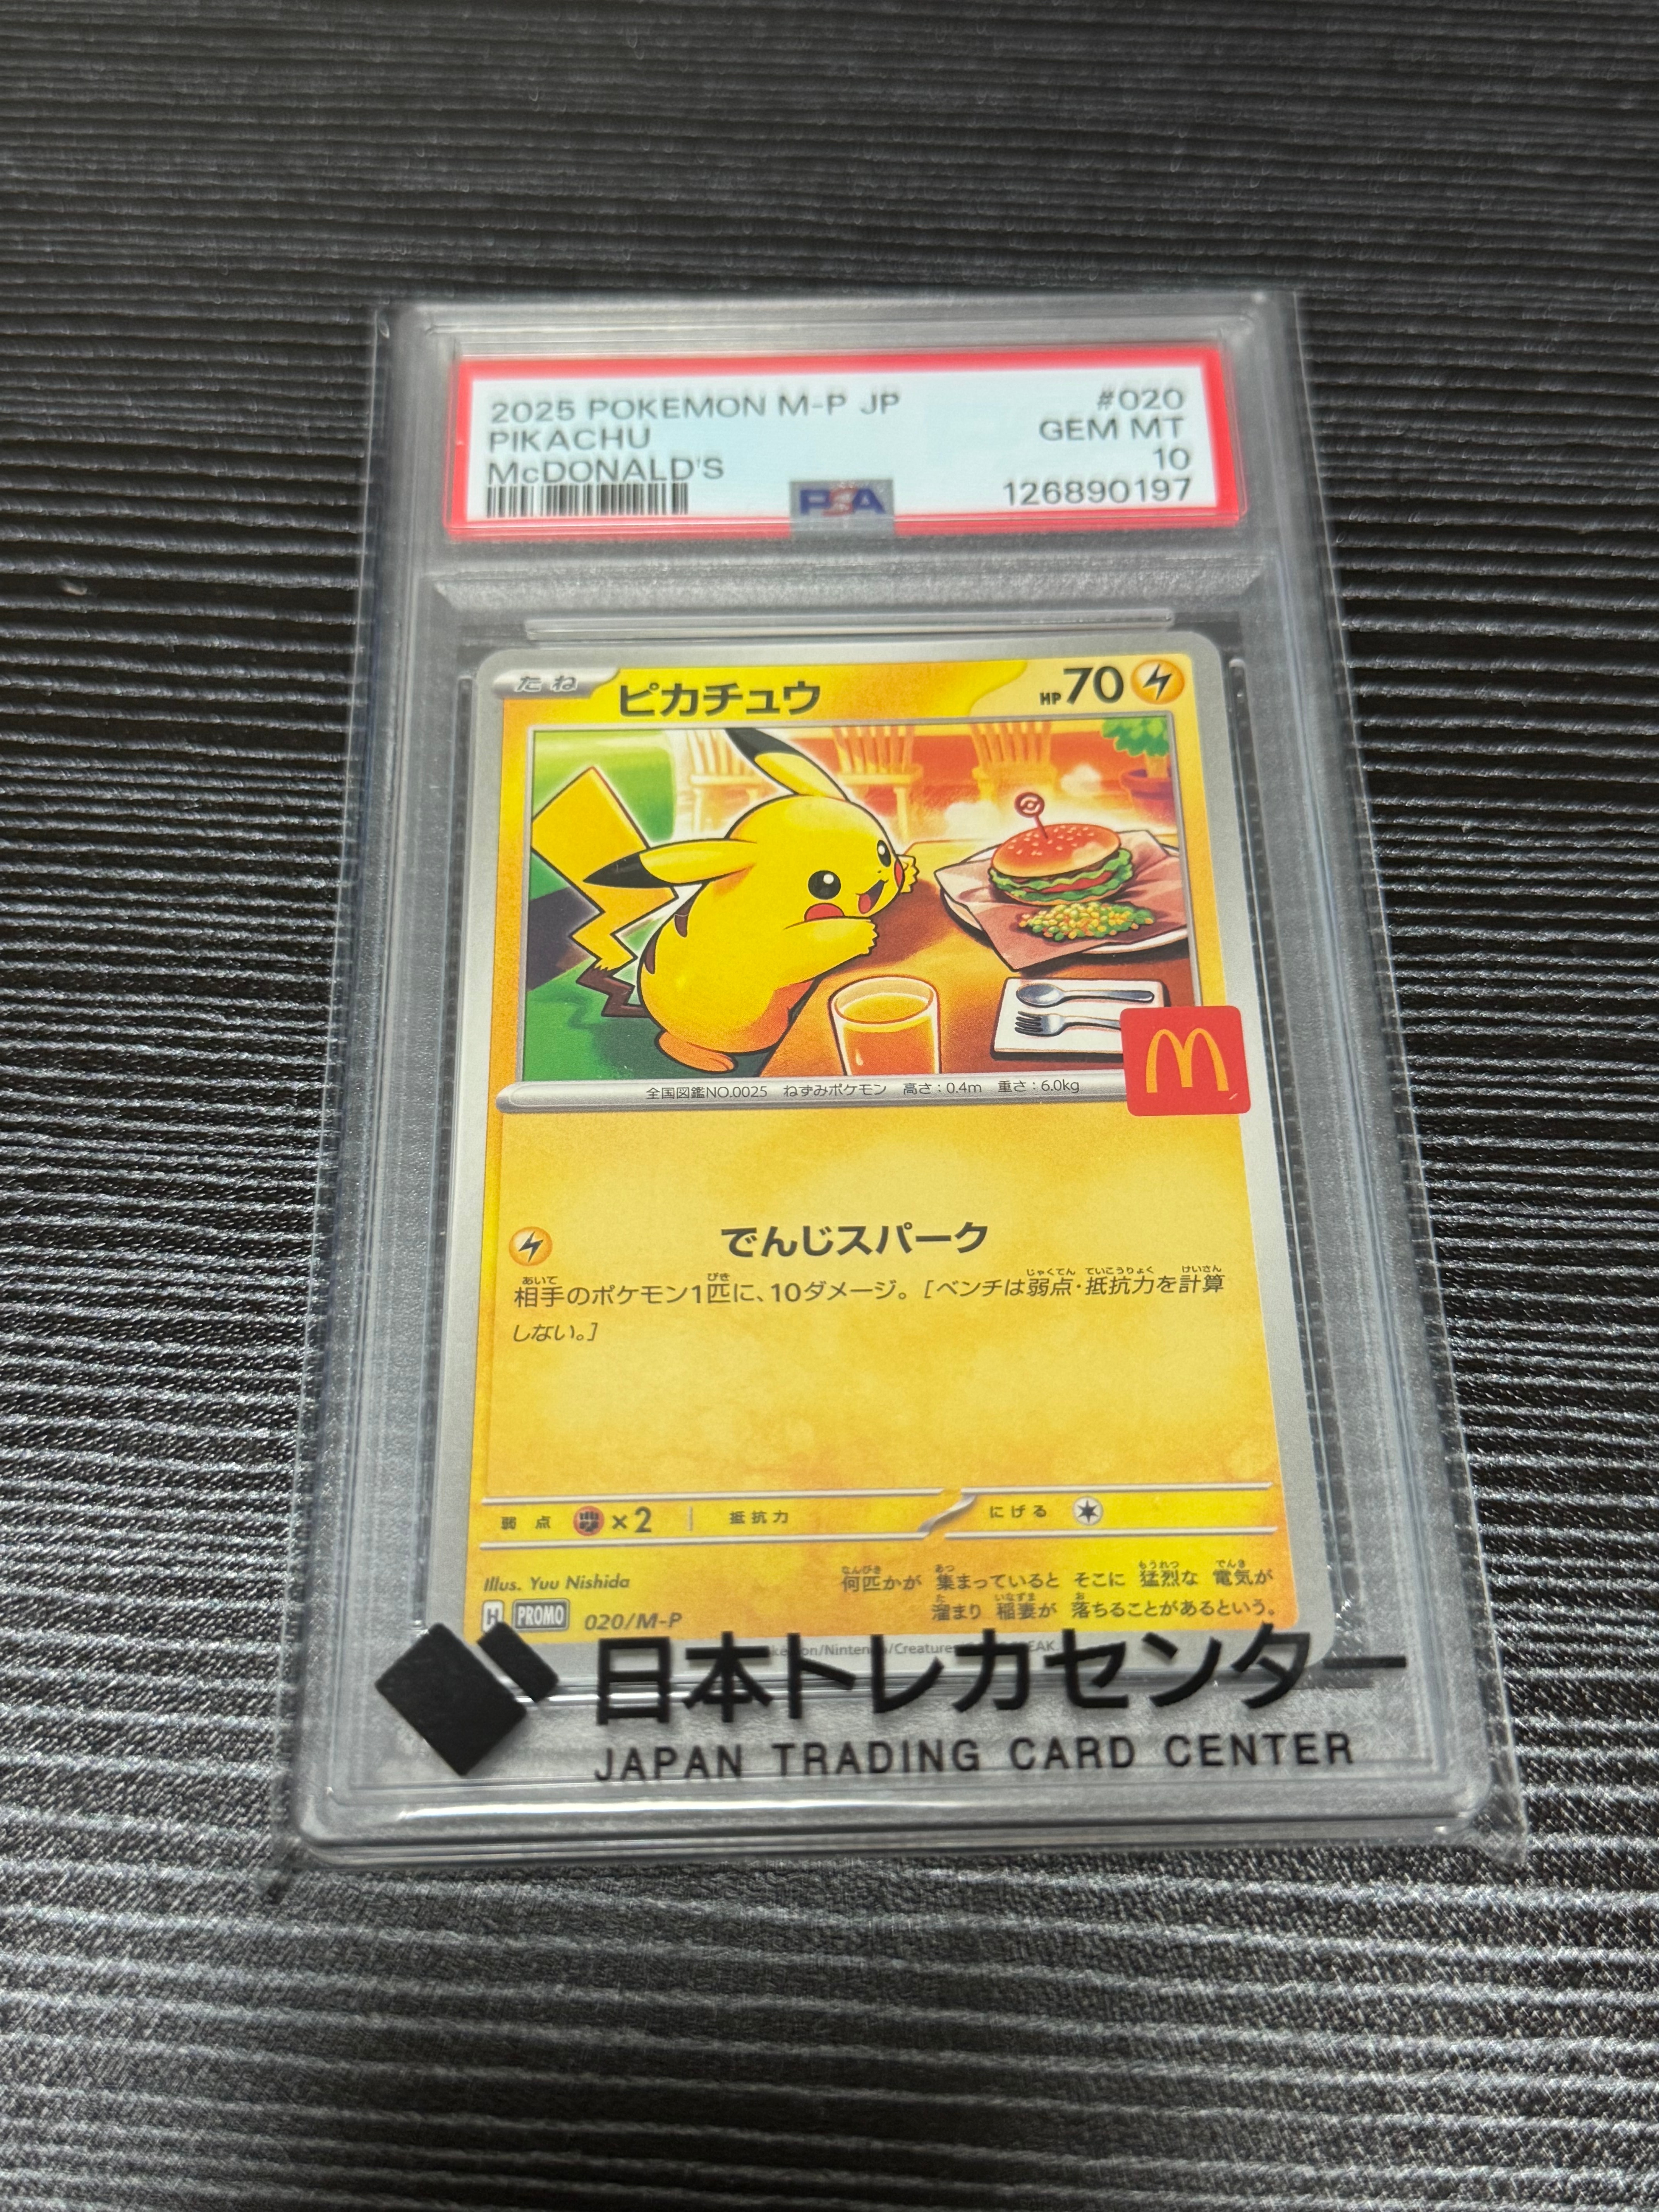 2025 POKEMON M-P JP
#020
PIKACHU
GEM MT
McDONALD'S
10
PSA
126890197
たね
ピカチュウ
HP70
全国図鑑NO.0025 ねずみポケモン 高さ：0.4m 重さ：6.0kg
でんじスパーク
相手のポケモン1匹に、10ダメージ。［ベンチは弱点・抵抗力を計算
しない。］
弱点 ×2 抵抗力 にげる
Illus. Yuu Nishida
何匹かが 集まっていると そこに 猛烈な 電気が
溜まり 稲妻が 落ちることがあるという。
H PROMO 020/M-P
日本トレカセンター
JAPAN TRADING CARD CENTER